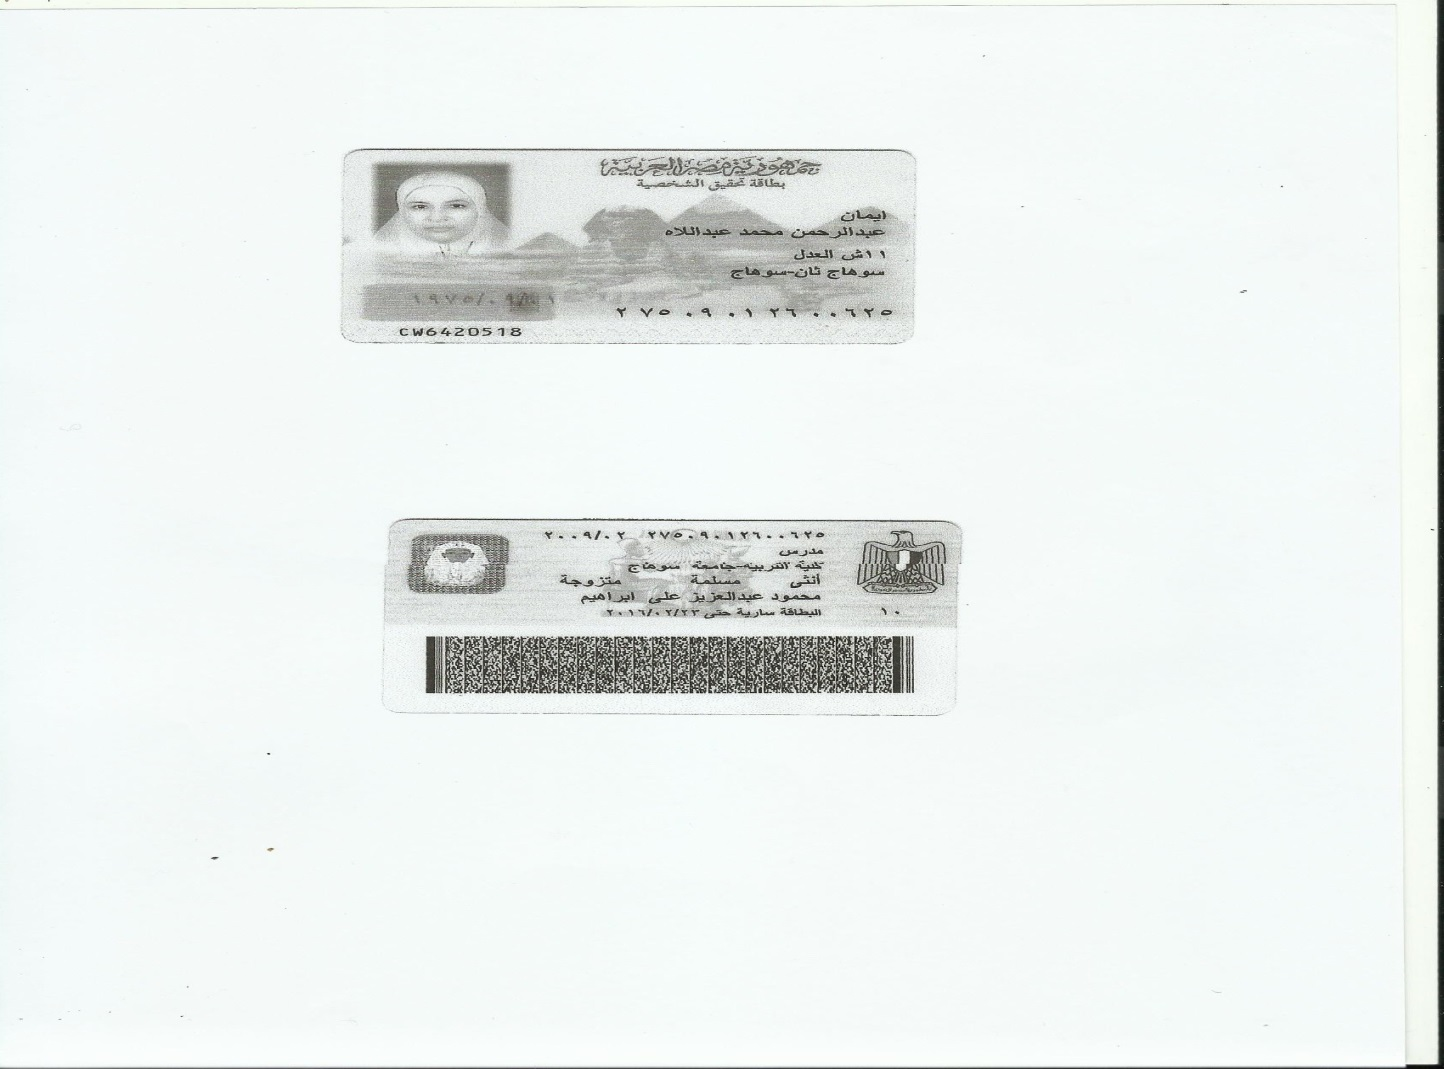 جمهورية مصر العربية
بطاقة تحقيق الشخصية
ايمان
عبدالرحمن محمد عبداللاه
١١ش العدل
سوهاج ثان-سوهاج
٢٧٥٠٩٠١٢٦٠٠٦٢٥
CW6420518
٢٠٠٩/٠٢ ٢٧٥٠٩٠١٢٦٠٠٦٢٥
مدرس
كلية التربيه-جامعة سوهاج
أنثى مسلمة متزوجة
محمود عبدالعزيز على ابراهيم
البطاقة سارية حتى ٢٠١٦/٠٢/٢٣
١٠